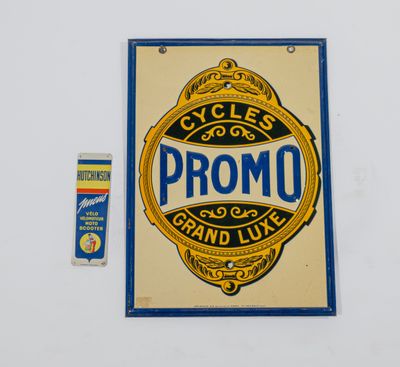 HUTCHINSON
Pneus
VÉLO
VÉLOMOTEUR
MOTO
SCOOTER
CYCLES
PROMO
GRAND LUXE